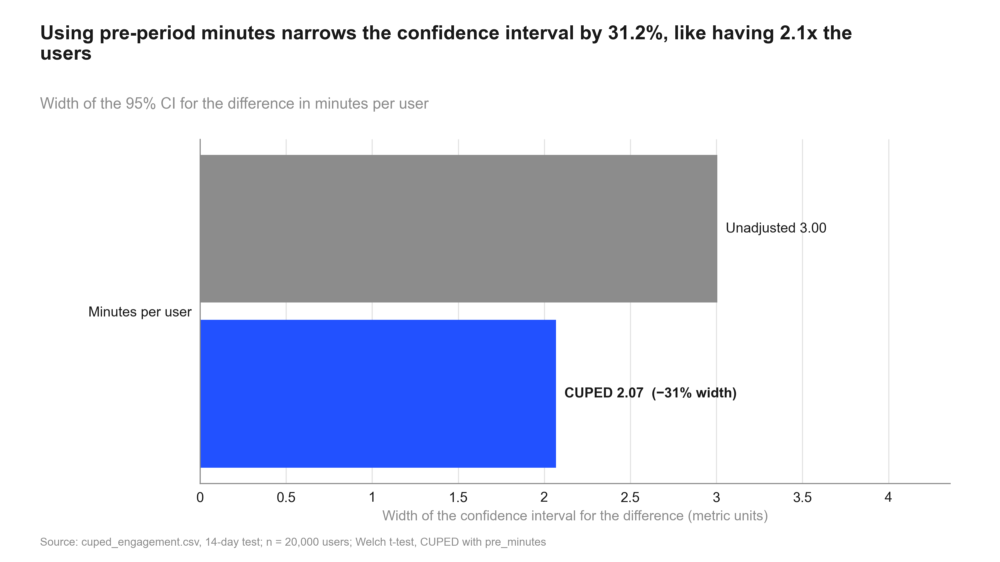 Using pre-period minutes narrows the confidence interval by 31.2%, like having 2.1x the
users
Width of the 95% CI for the difference in minutes per user
Unadjusted 3.00
Minutes per user
CUPED 2.07  (−31% width)
0 0.5 1 1.5 2 2.5 3 3.5 4
Width of the confidence interval for the difference (metric units)
Source: cuped_engagement.csv, 14-day test; n = 20,000 users; Welch t-test, CUPED with pre_minutes